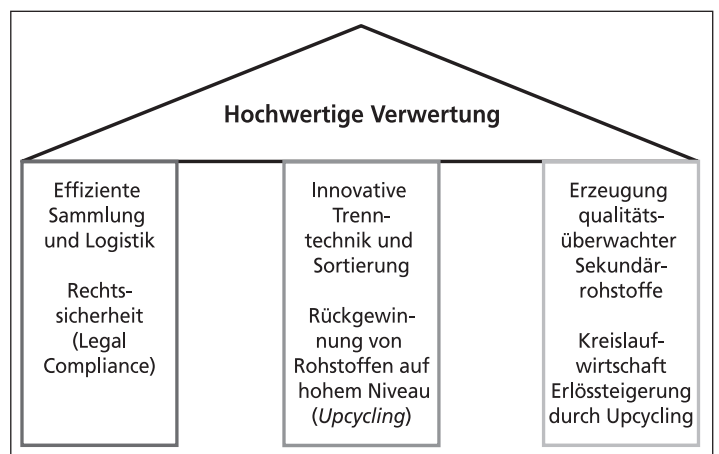 Hochwertige Verwertung
Effiziente
Sammlung
und Logistik
Rechts-
sicherheit
(Legal
Compliance)
Innovative
Trenn-
technik und
Sortierung
Rückgewin-
nung von
Rohstoffen auf
hohem Niveau
(Upcycling)
Erzeugung
qualitäts-
überwachter
Sekundär-
rohstoffe
Kreislauf-
wirtschaft
Erlössteigerung
durch Upcycling